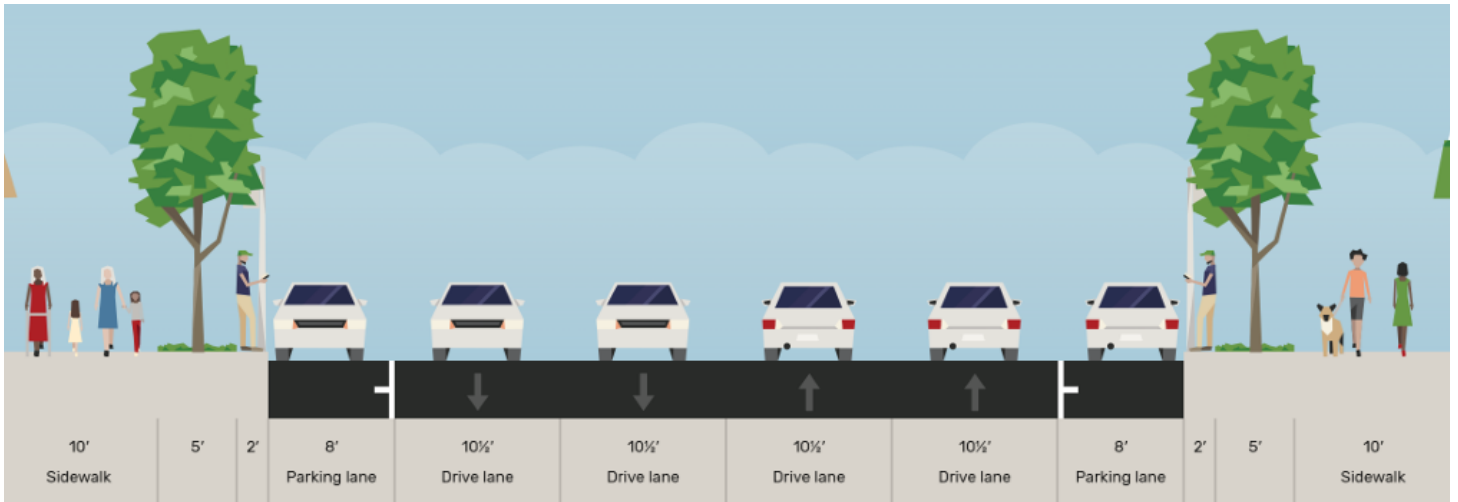 10′ 5′ 2′ 8′ 10½′ 10½′ 10½′ 10½′ 8′ 2′ 5′ 10′
Sidewalk Parking lane Drive lane Drive lane Drive lane Drive lane Parking lane Sidewalk